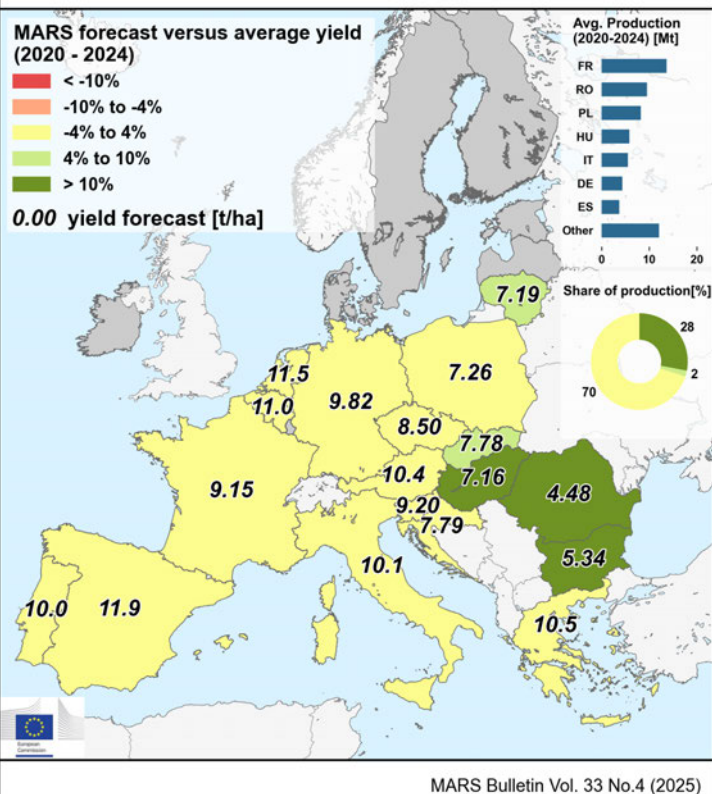 MARS forecast versus average yield
(2020 - 2024)
< -10%
-10% to -4%
-4% to 4%
4% to 10%
> 10%
0.00 yield forecast [t/ha]
Avg. Production
(2020-2024) [Mt]
FR
RO
PL
HU
IT
DE
ES
Other
0 10 20
Share of production[%]
28
2
70
7.19
11.5
7.26
11.0
9.82
8.50
7.78
10.4
7.16
9.15
4.48
9.20
7.79
5.34
10.1
10.0
11.9
10.5
European
Commission
MARS Bulletin Vol. 33 No.4 (2025)